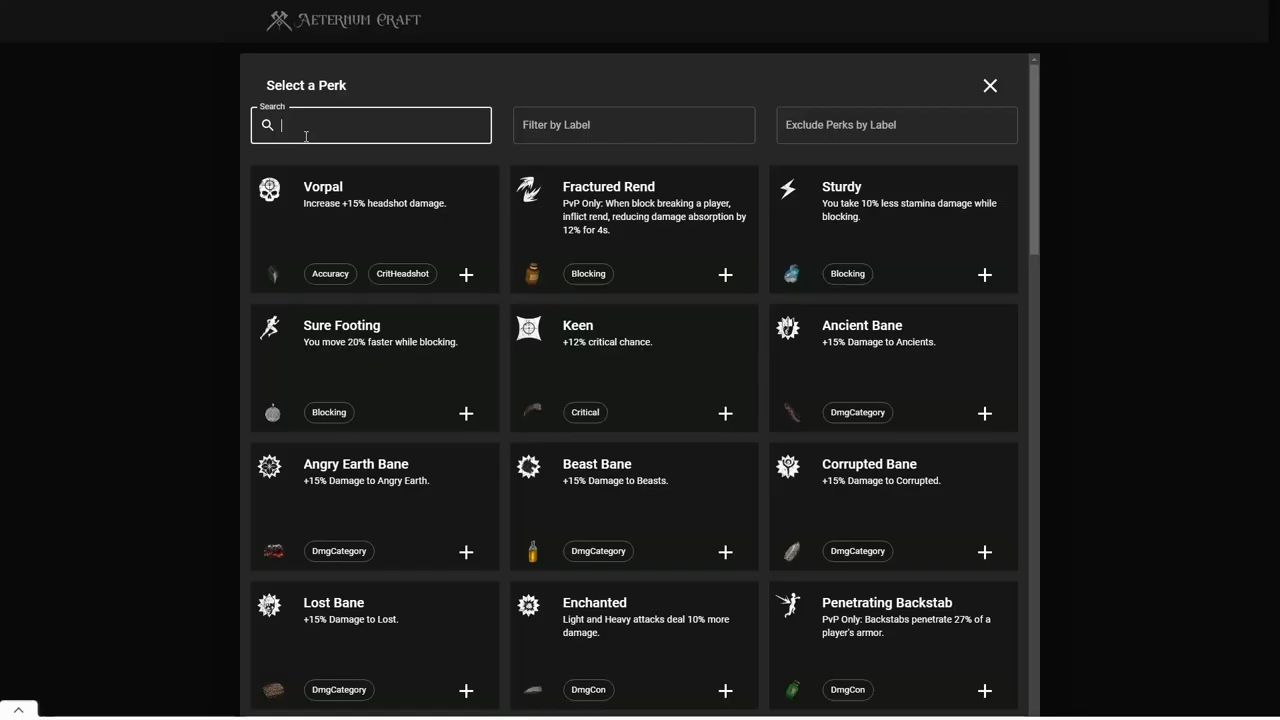 Aeternum Craft
Select a Perk
Search
Filter by Label
Exclude Perks by Label
Vorpal
Increase +15% headshot damage.
Accuracy
CritHeadshot
Fractured Rend
PvP Only: When block breaking a player,
inflict rend, reducing damage absorption by
12% for 4s.
Blocking
Sturdy
You take 10% less stamina damage while
blocking.
Blocking
Sure Footing
You move 20% faster while blocking.
Blocking
Keen
+12% critical chance.
Critical
Ancient Bane
+15% Damage to Ancients.
DmgCategory
Angry Earth Bane
+15% Damage to Angry Earth.
DmgCategory
Beast Bane
+15% Damage to Beasts.
DmgCategory
Corrupted Bane
+15% Damage to Corrupted.
DmgCategory
Lost Bane
+15% Damage to Lost.
DmgCategory
Enchanted
Light and Heavy attacks deal 10% more
damage.
DmgCon
Penetrating Backstab
PvP Only: Backstabs penetrate 27% of a
player's armor.
DmgCon